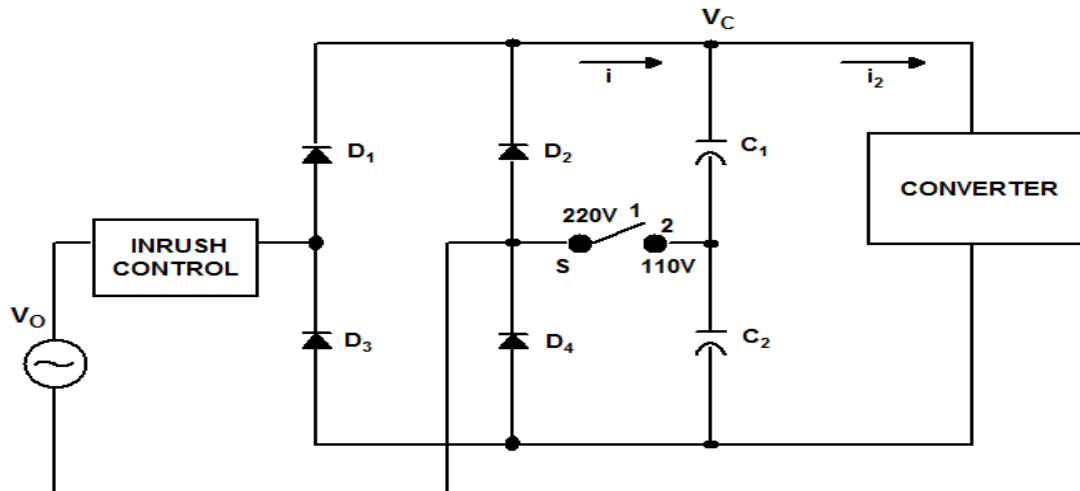 V_C
i
i_2
D_1
D_2
C_1
CONVERTER
220V
1
2
S
110V
INRUSH
CONTROL
V_O
D_3
D_4
C_2